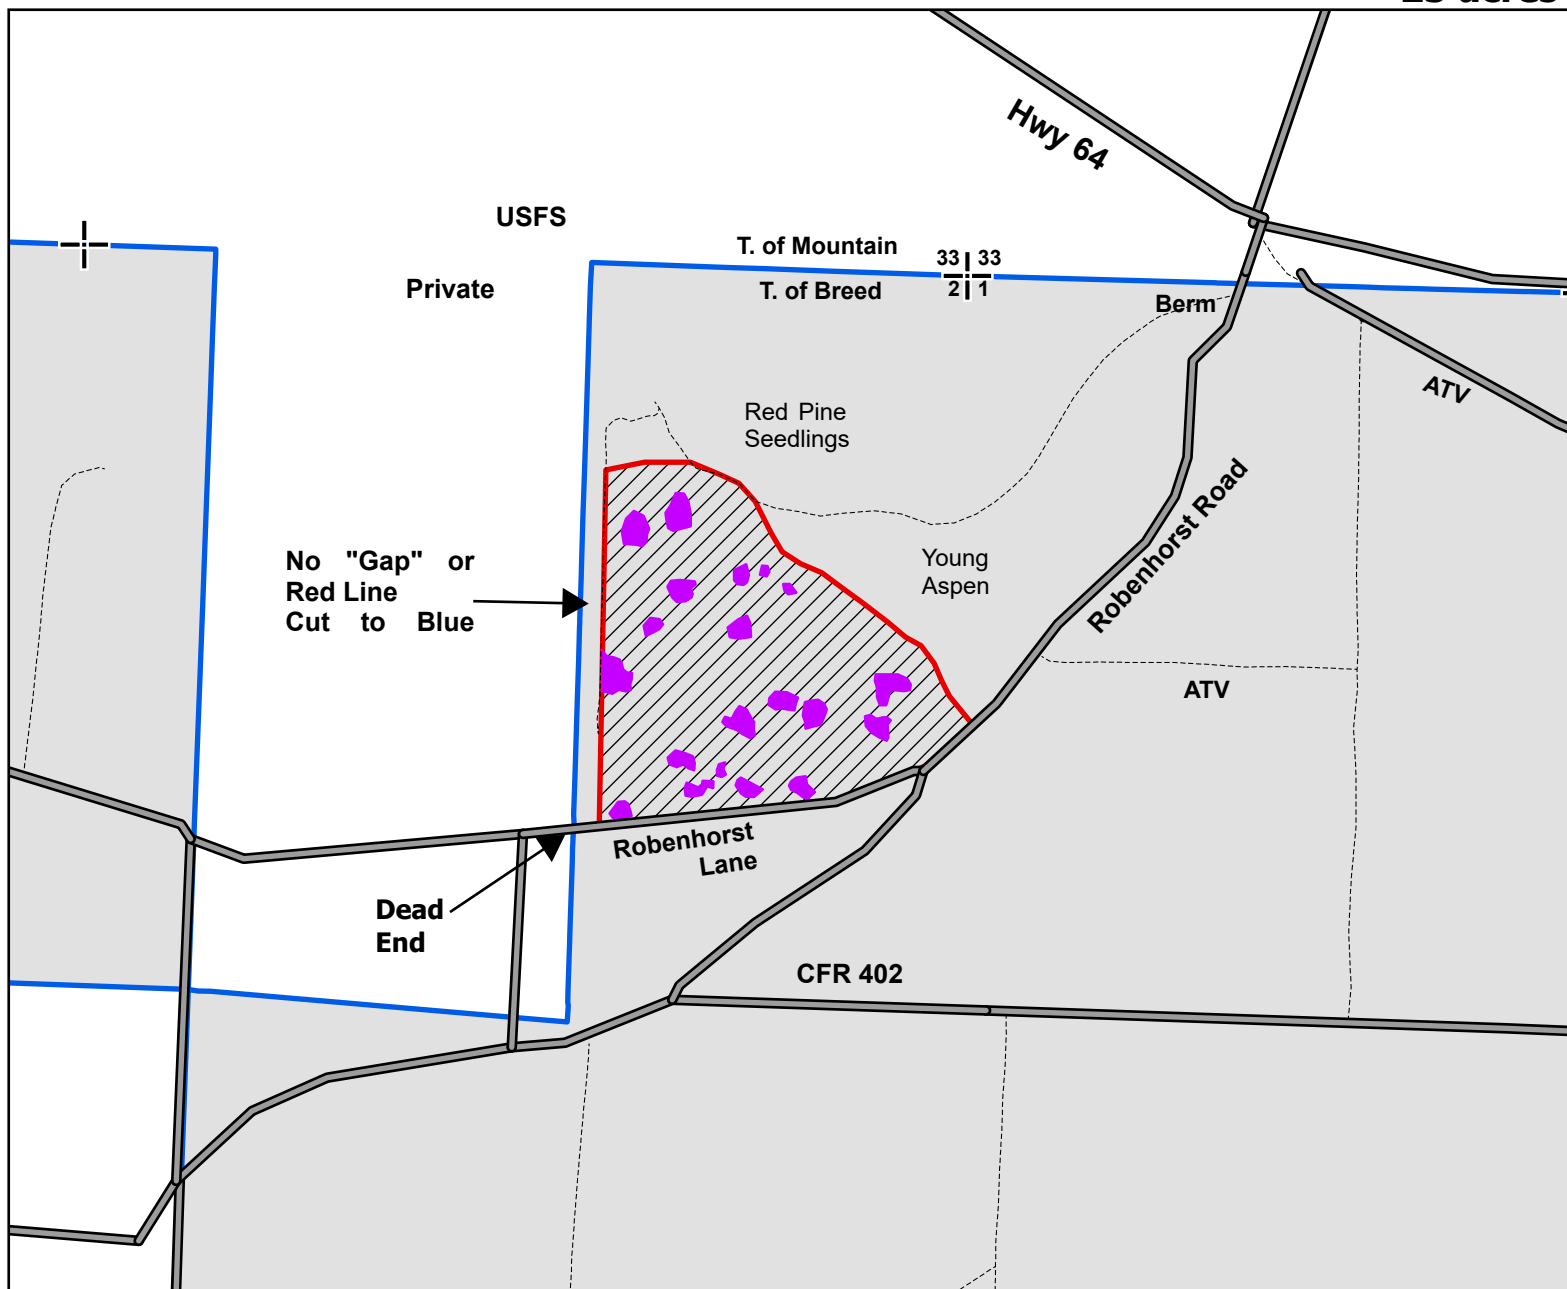 Hwy 64
USFS
T. of Mountain
33 33
Private
T. of Breed
2 1
Berm
ATV
Red Pine
Seedlings
Robenhorst Road
No "Gap" or
Red Line
Cut to Blue
Young
Aspen
ATV
Robenhorst
Lane
Dead
End
CFR 402